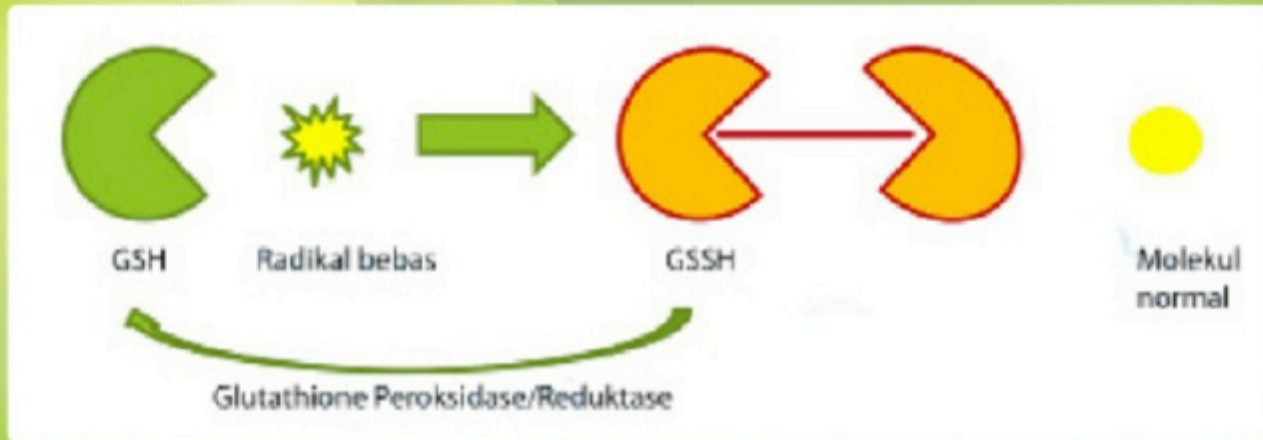 GSH
Radikal bebas
GSSH
Molekul
normal
Glutathione Peroksidase/Reduktase